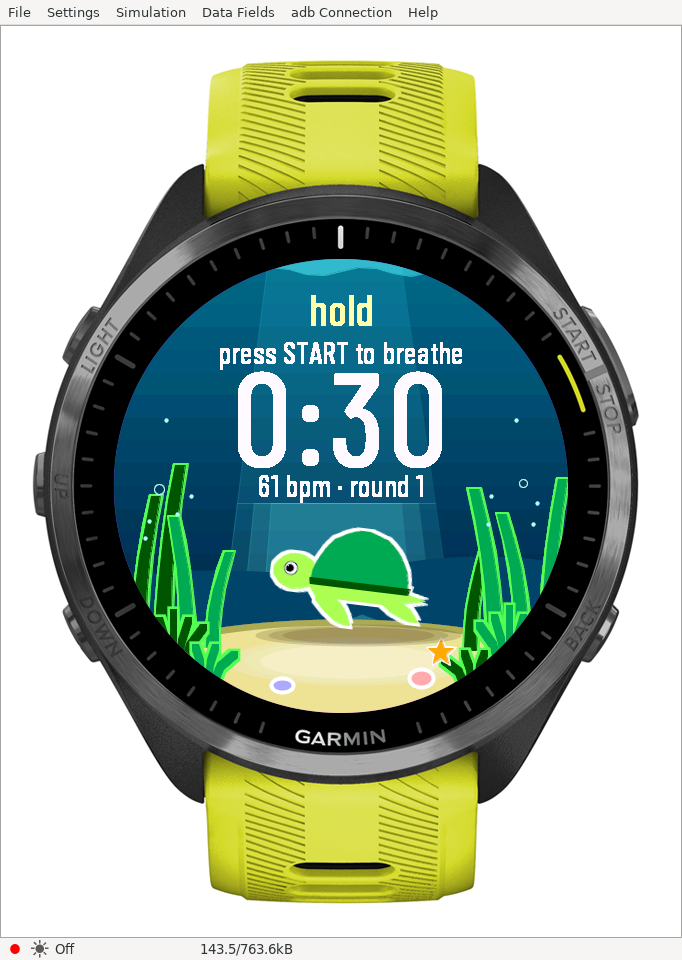 File Settings Simulation Data Fields adb Connection Help
LIGHT
START
STOP
hold
press START to breathe
0:30
61 bpm · round 1
UP
DOWN
BACK
GARMIN
Off 143.5/763.6kB